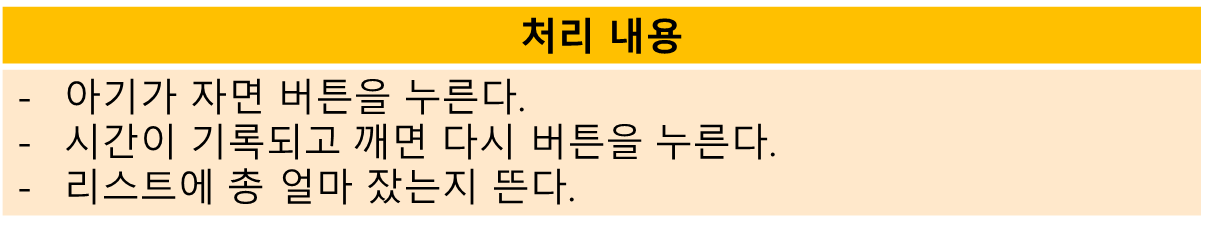 처리 내용
- 아기가 자면 버튼을 누른다.
- 시간이 기록되고 깨면 다시 버튼을 누른다.
- 리스트에 총 얼마 잤는지 뜬다.